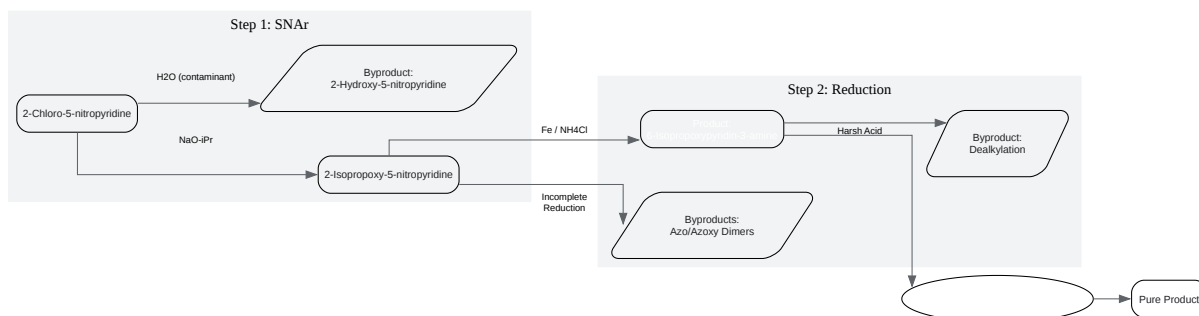 Step 1: SNAr
H2O (contaminant)
Byproduct:
2-Hydroxy-5-nitropyridine
2-Chloro-5-nitropyridine
NaO-iPr
2-Isopropoxy-5-nitropyridine
Fe / NH4Cl
Incomplete
Reduction
Step 2: Reduction
Product:
Harsh Acid
Byproduct:
Dealkylation
Byproducts:
Azo/Azoxy Dimers
Pure Product